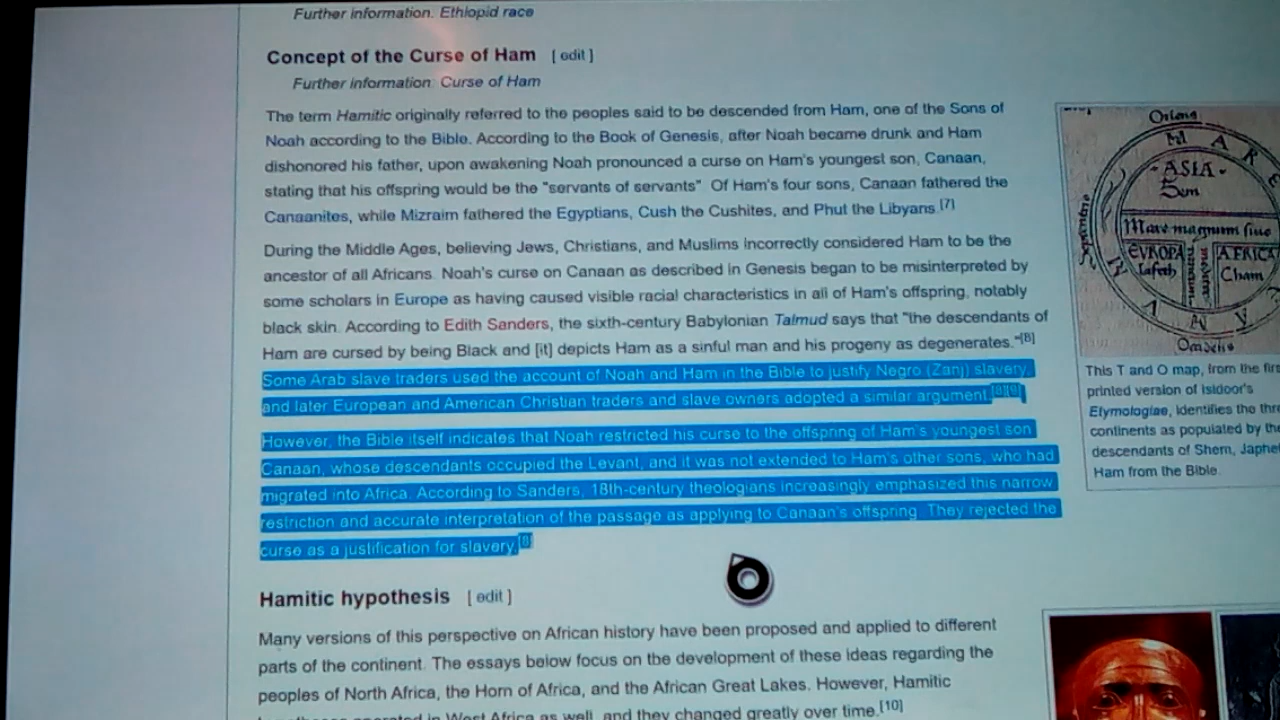 Further information. Ethiopid race
Concept of the Curse of Ham [ edit ]
Further information Curse of Ham
The term Hamitic originally referred to the peoples said to be descended from Ham, one of the Sons of
Noah according to the Bible. According to the Book of Genesis, after Noah became drunk and Ham
dishonored his father, upon awakening Noah pronounced a curse on Ham's youngest son, Canaan,
stating that his offspring would be the "servants of servants". Of Ham's four sons, Canaan fathered the
Canaanites, while Mizraim fathered the Egyptians, Cush the Cushites, and Phut the Libyans.[7]
During the Middle Ages, believing Jews, Christians, and Muslims incorrectly considered Ham to be the
ancestor of all Africans. Noah's curse on Canaan as described in Genesis began to be misinterpreted by
some scholars in Europe as having caused visible racial characteristics in all of Ham's offspring, notably
black skin. According to Edith Sanders, the sixth-century Babylonian Talmud says that "the descendants of
Ham are cursed by being Black and [it] depicts Ham as a sinful man and his progeny as degenerates."[8]
Some Arab slave traders used the account of Noah and Ham in the Bible to justify Negro (Zanj) slavery,
and later European and American Christian traders and slave owners adopted a similar argument.[8][9]
However, the Bible itself indicates that Noah restricted his curse to the offspring of Ham's youngest son
Canaan, whose descendants occupied the Levant, and it was not extended to Ham's other sons, who had
migrated into Africa. According to Sanders, 18th-century theologians increasingly emphasized this narrow
restriction and accurate interpretation of the passage as applying to Canaan's offspring. They rejected the
curse as a justification for slavery.[8]
Hamitic hypothesis [ edit ]
Many versions of this perspective on African history have been proposed and applied to different
parts of the continent. The essays below focus on the development of these ideas regarding the
peoples of North Africa, the Horn of Africa, and the African Great Lakes. However, Hamitic
operated in West Africa as well, and they changed greatly over time.[10]
MARE
ASIA
Sem
Mare magnum sive
EVROPA
Iafeth
AFRICA
Cham
This T and O map, from the firs
printed version of Isidoor's
Etymologiae, identifies the thr
continents as populated by the
descendants of Shem, Japhe
Ham from the Bible.